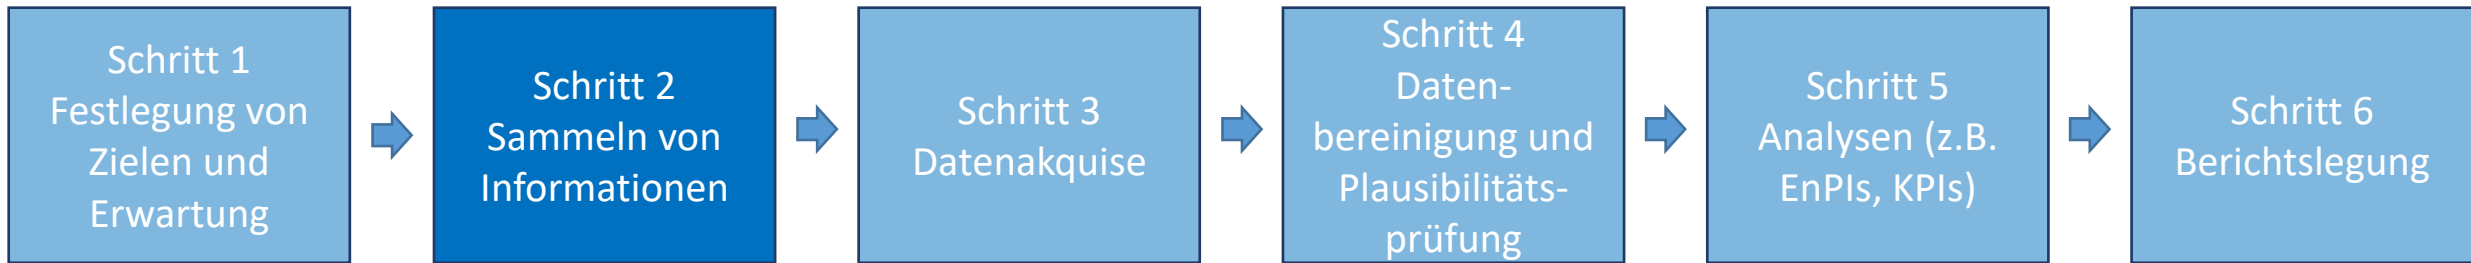 Schritt 1
Festlegung von
Zielen und
Erwartung
Schritt 2
Sammeln von
Informationen
Schritt 3
Datenakquise
Schritt 4
Daten-
bereinigung und
Plausibilitäts-
prüfung
Schritt 5
Analysen (z.B.
EnPIs, KPIs)
Schritt 6
Berichtslegung